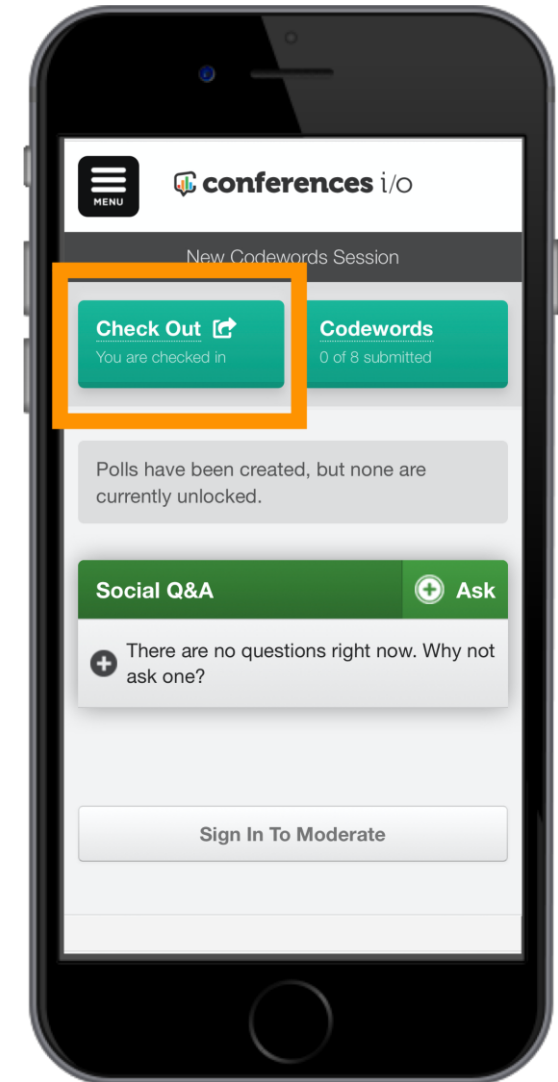 MENU
conferences i/o
New Codewords Session
Check Out
You are checked in
Codewords
0 of 8 submitted
Polls have been created, but none are
currently unlocked.
Social Q&A
Ask
There are no questions right now. Why not
ask one?
Sign In To Moderate